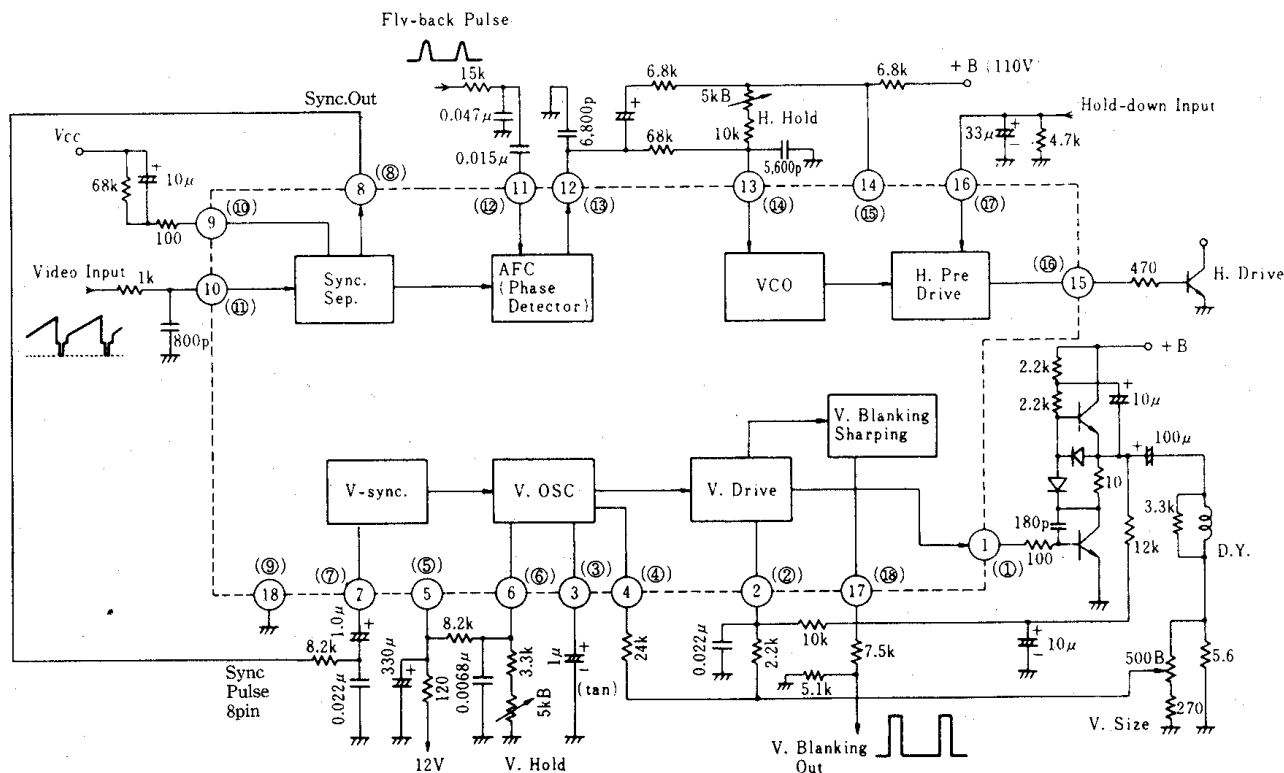 Fly-back Pulse
15k
0.047μ
0.015μ
6,800p
6.8k
5kB
H. Hold
10k
68k
5,600p
6.8k
+B (110V
Hold-down Input
33μ
4.7k
Sync.Out
Vcc
68k
10μ
100
8 (⑧)
11 (⑫)
12 (⑬)
13 (⑭)
14 (⑮)
16 (⑰)
9 (⑩)
Video Input
1k
10 (⑪)
800p
Sync.
Sep.
AFC
(Phase
Detector)
VCO
H. Pre
Drive
(⑯)
15
470
H. Drive
+B
2.2k
2.2k
10μ
100μ
10
3.3k
D.Y.
180p
100
12k
V. Blanking
Sharping
V-sync.
V. OSC
V. Drive
1 (①)
(⑨) 18
(⑦) 7
(⑤) 5
6 (⑥)
3 (③)
4 (④)
2 (②)
17 (⑱)
1.0μ
8.2k
Sync
Pulse
8pin
0.022μ
330μ
120
12V
8.2k
0.0068μ
3.3k
5kB
V. Hold
1μ
(tan)
24k
0.022μ
2.2k
10k
7.5k
5.1k
V. Blanking
Out
10μ
500B
270
5.6
V. Size